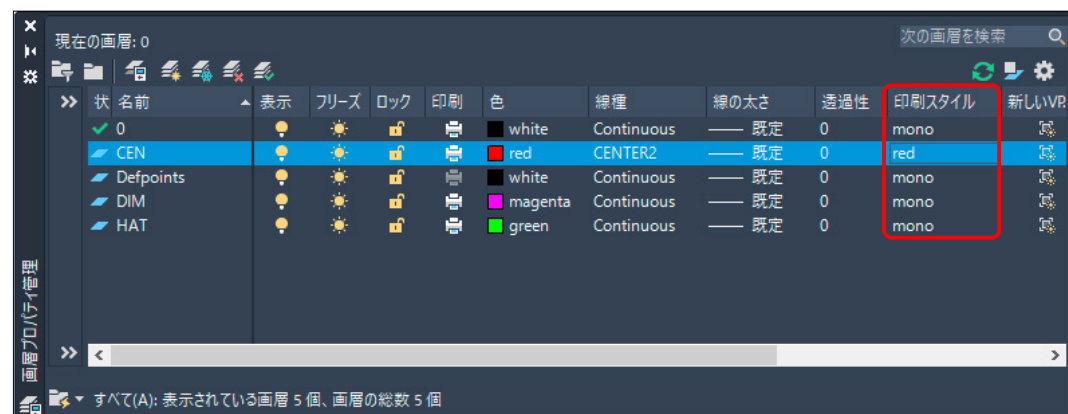 現在の画層: 0
次の画層を検索
状 名前 表示 フリーズ ロック 印刷 色 線種 線の太さ 透過性 印刷スタイル 新しいVP.
0 white Continuous 既定 0 mono
CEN red CENTER2 既定 0 red
Defpoints white Continuous 既定 0 mono
DIM magenta Continuous 既定 0 mono
HAT green Continuous 既定 0 mono
画層プロパティ管理
すべて(A): 表示されている画層 5 個、画層の総数 5 個